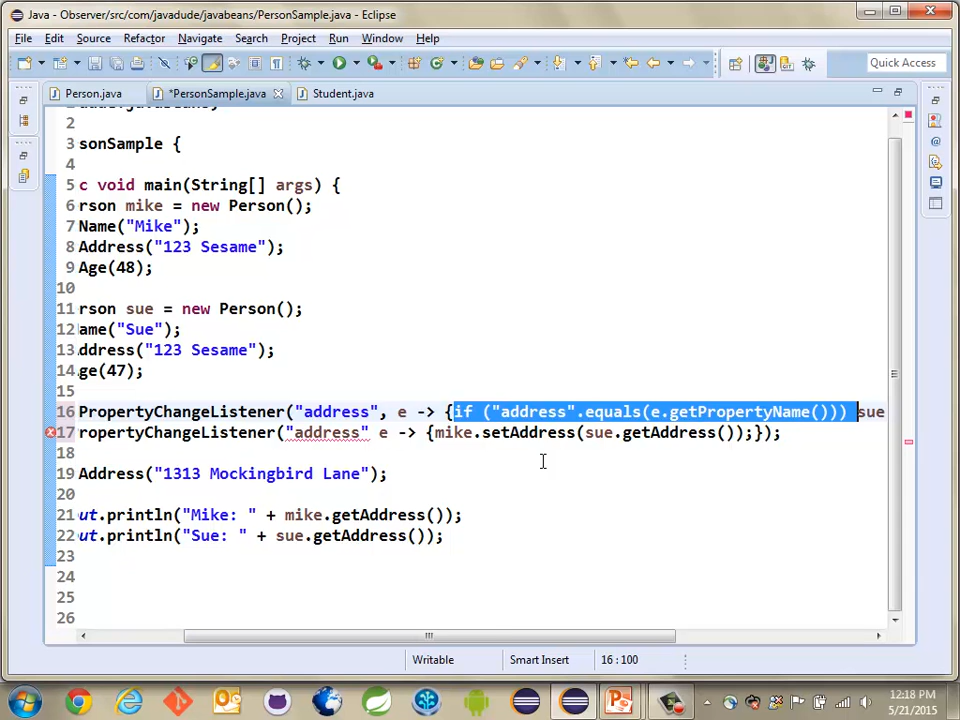 Java - Observer/src/com/javadude/javabeans/PersonSample.java - Eclipse
File Edit Source Refactor Navigate Search Project Run Window Help
Quick Access
Person.java *PersonSample.java Student.java
2
3 sonSample {
4
5 c void main(String[] args) {
6 rson mike = new Person();
7 Name("Mike");
8 Address("123 Sesame");
9 Age(48);
10
11 rson sue = new Person();
12 ame("Sue");
13 ddress("123 Sesame");
14 ge(47);
15
16 PropertyChangeListener("address", e -> {if ("address".equals(e.getPropertyName())) sue
17 ropertyChangeListener("address" e -> {mike.setAddress(sue.getAddress());});
18
19 Address("1313 Mockingbird Lane");
20
21 ut.println("Mike: " + mike.getAddress());
22 ut.println("Sue: " + sue.getAddress());
23
24
25
26
Writable Smart Insert 16 : 100
12:18 PM
5/21/2015